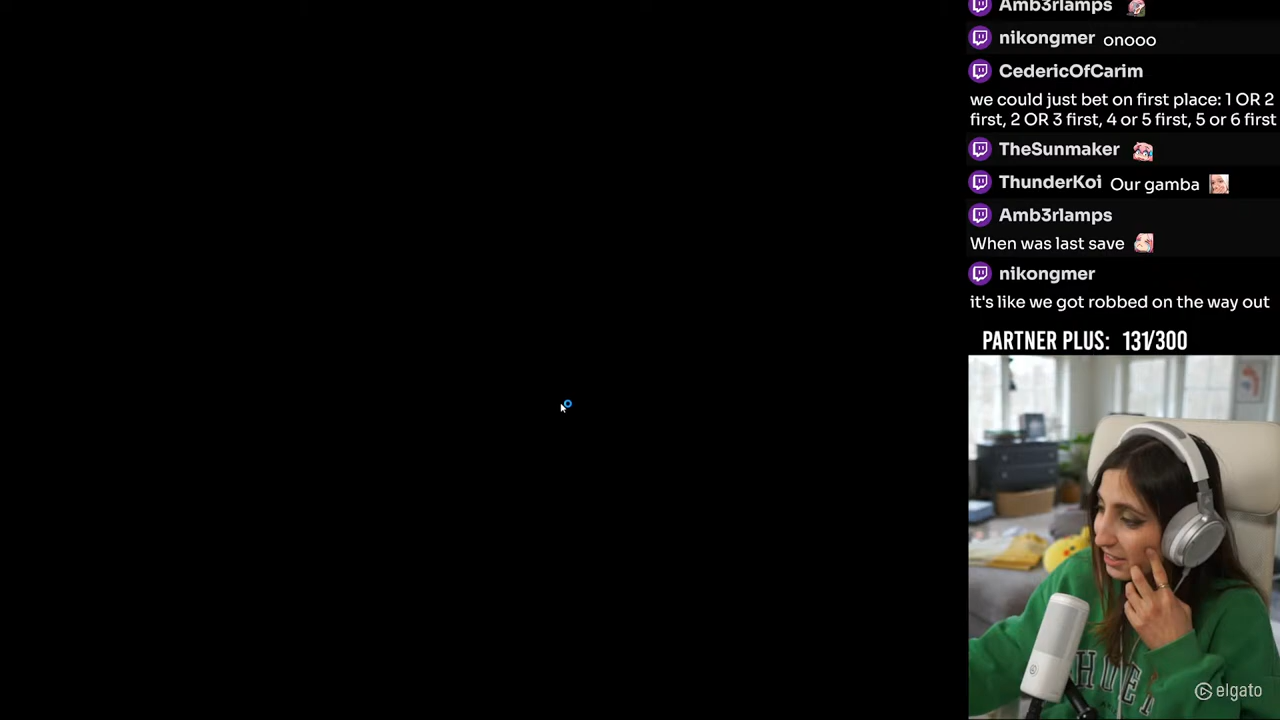 Amb3rlamps
nikongmer onooo
CedericOfCarim
we could just bet on first place: 1 OR 2
first, 2 OR 3 first, 4 or 5 first, 5 or 6 first
TheSunmaker
ThunderKoi Our gamba
Amb3rlamps
When was last save
nikongmer
it's like we got robbed on the way out
PARTNER PLUS: 131/300
elgato